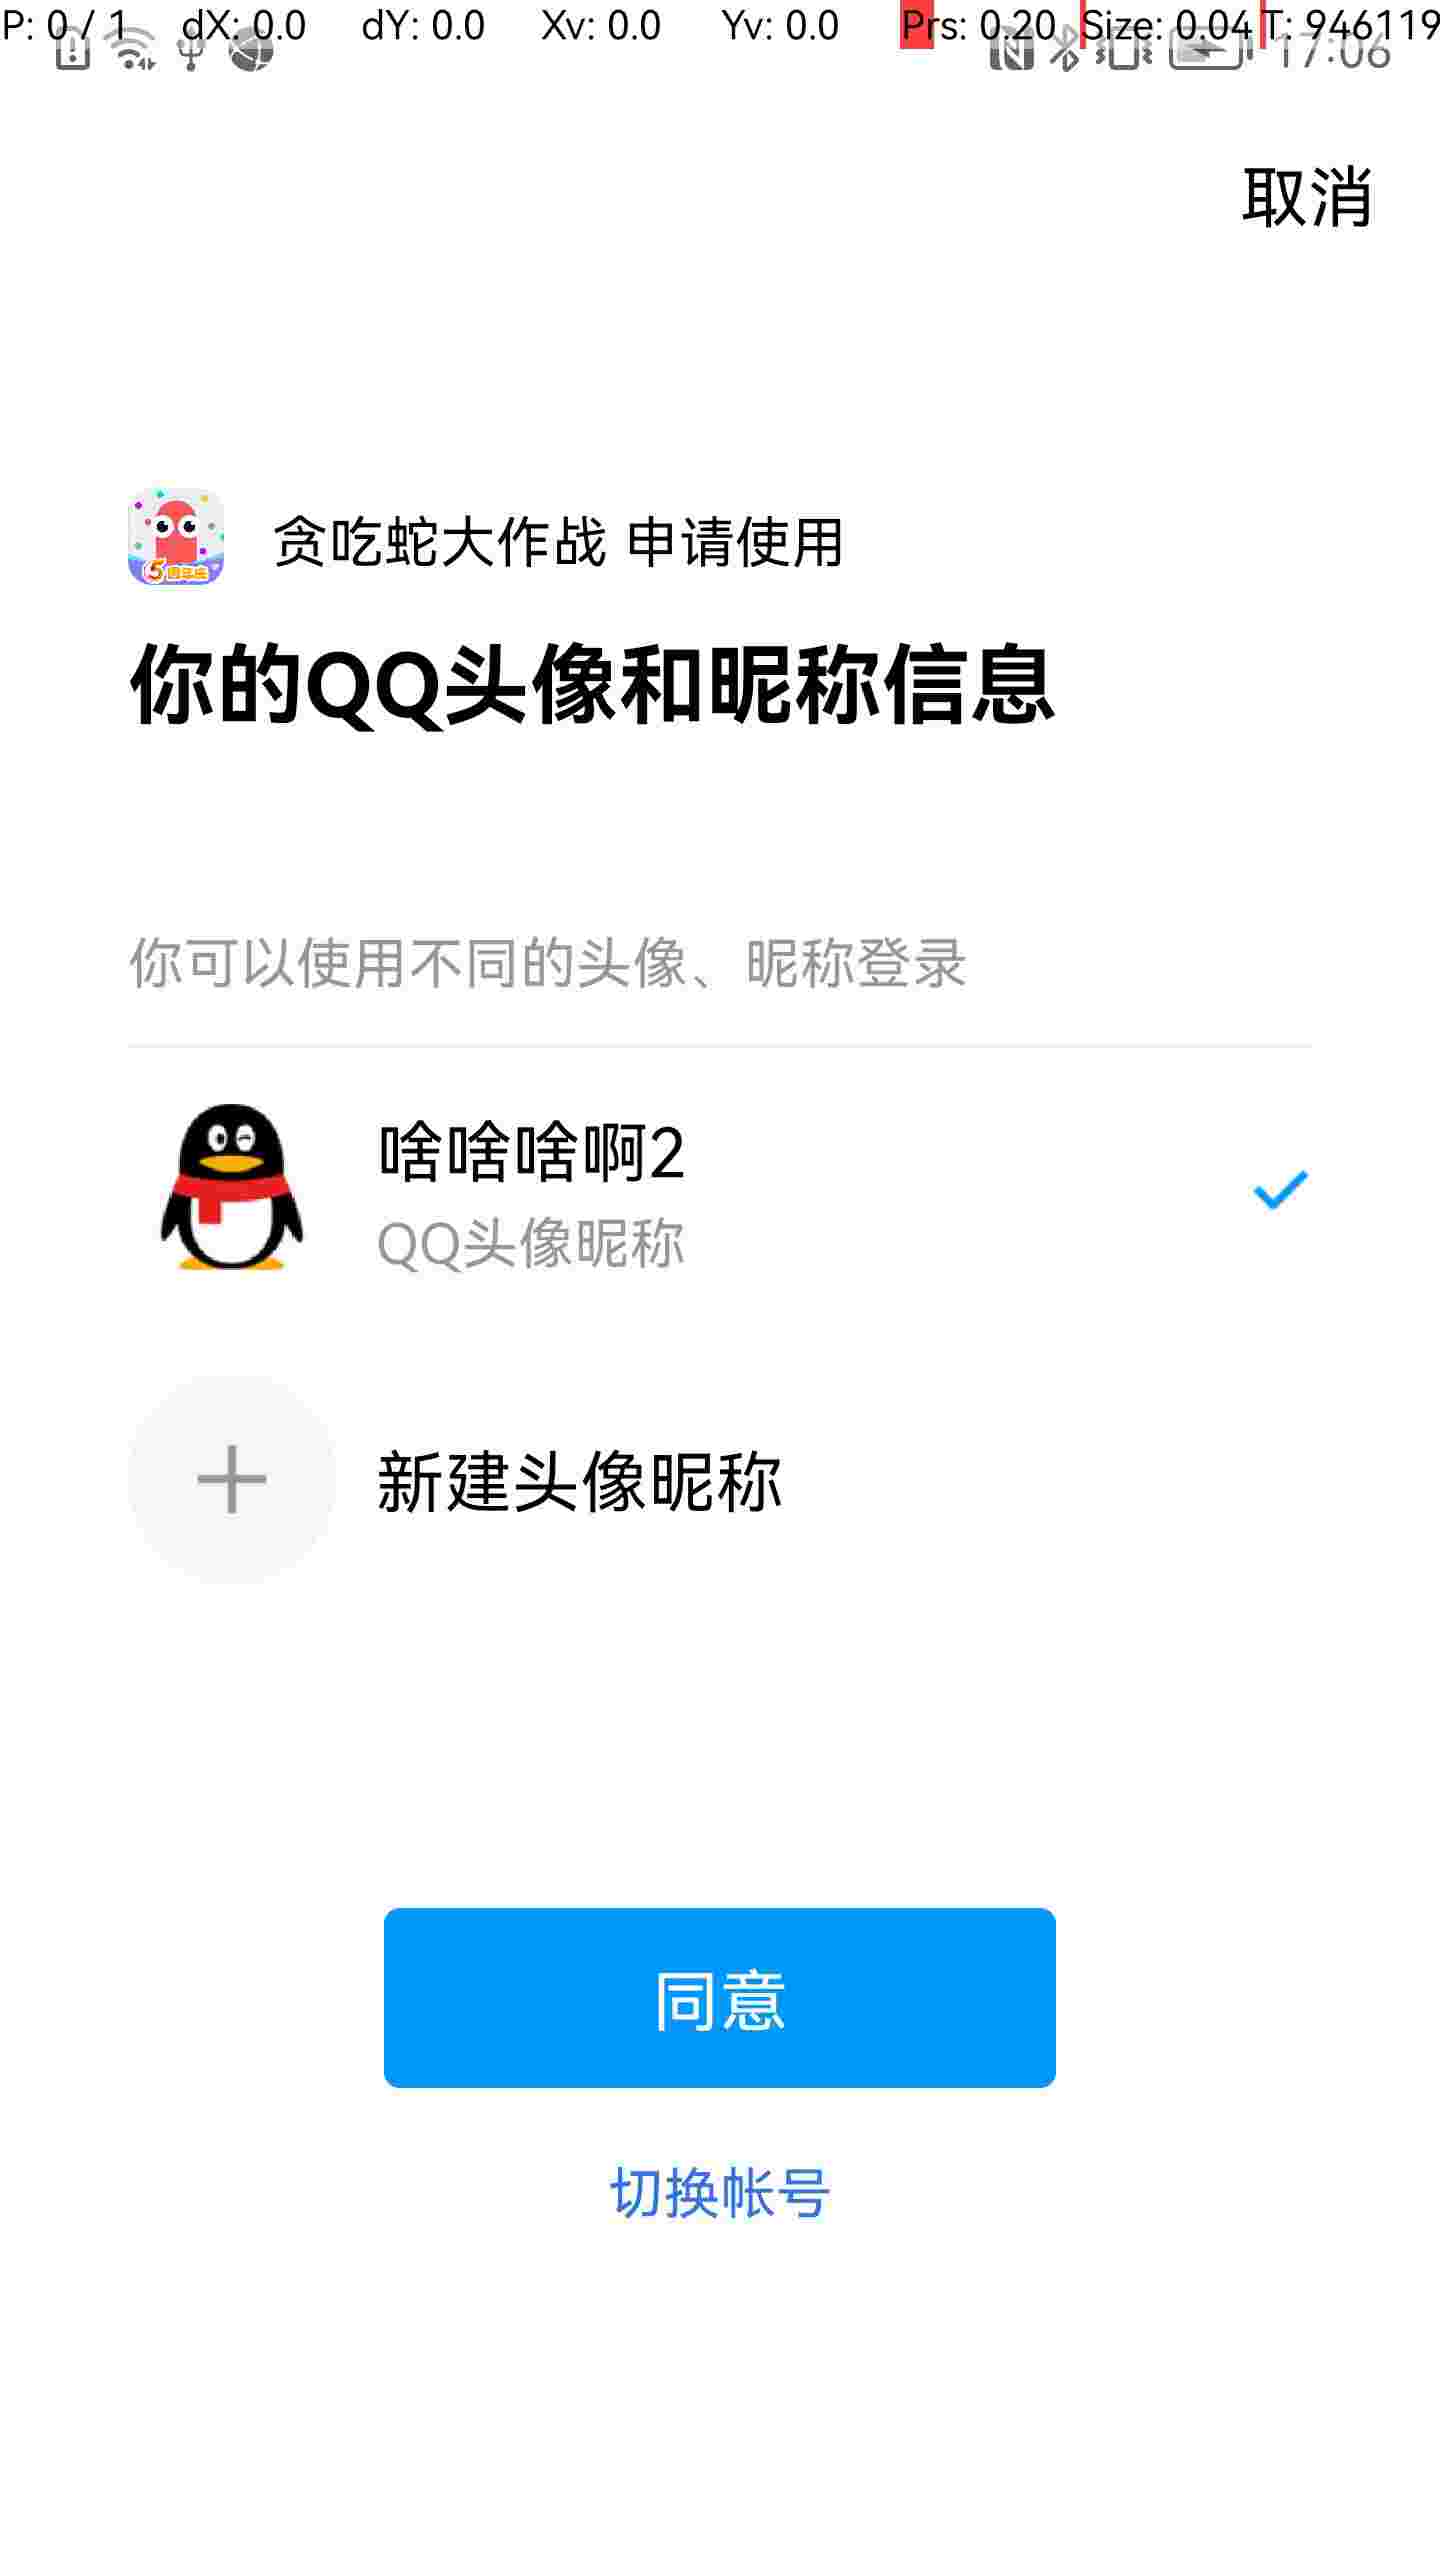 P: 0 / 1 dX: 0.0 dY: 0.0 Xv: 0.0 Yv: 0.0 Prs: 0.20 Size: 0.04 T: 946119
17:06
取消
5周年庆
贪吃蛇大作战 申请使用
你的QQ头像和昵称信息
你可以使用不同的头像、昵称登录
啥啥啥啊2
QQ头像昵称
新建头像昵称
同意
切换帐号